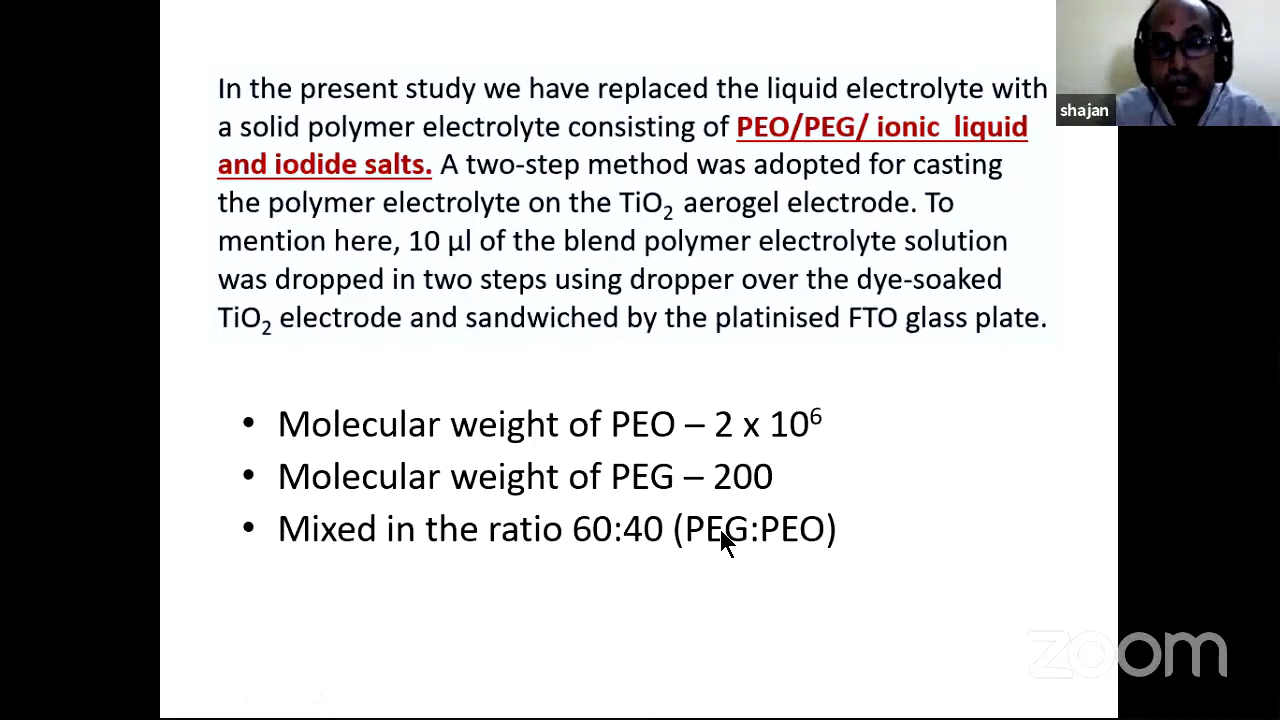 In the present study we have replaced the liquid electrolyte with
a solid polymer electrolyte consisting of PEO/PEG/ ionic liquid
and iodide salts. A two-step method was adopted for casting
the polymer electrolyte on the TiO₂ aerogel electrode. To
mention here, 10 µl of the blend polymer electrolyte solution
was dropped in two steps using dropper over the dye-soaked
TiO₂ electrode and sandwiched by the platinised FTO glass plate.
• Molecular weight of PEO – 2 x 10⁶
• Molecular weight of PEG – 200
• Mixed in the ratio 60:40 (PEG:PEO)
shajan
zoom